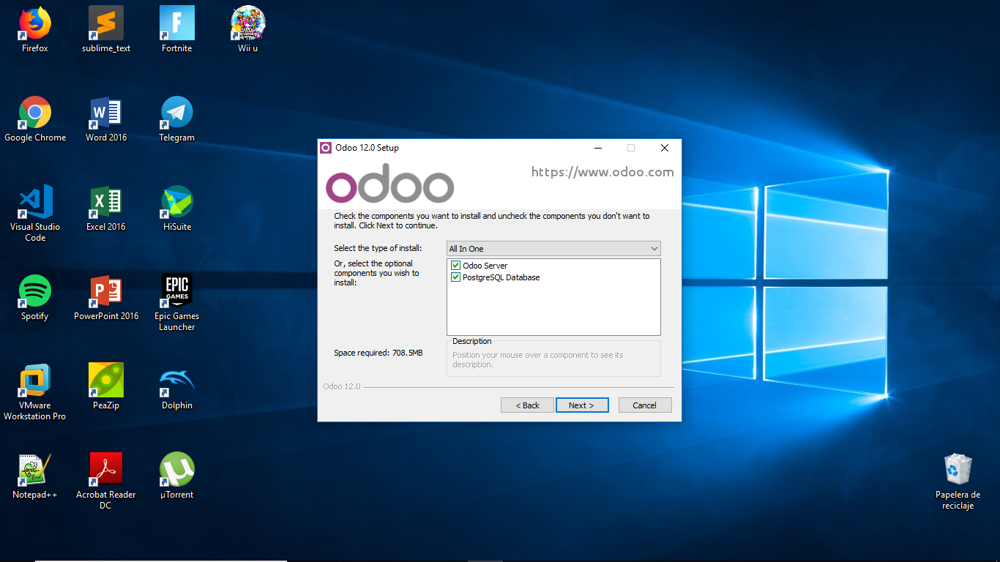 Firefox
sublime_text
Fortnite
Wii u
Google Chrome
Word 2016
Telegram
Visual Studio
Code
Excel 2016
HiSuite
Spotify
PowerPoint 2016
EPIC
GAMES
Epic Games
Launcher
VMware
Workstation Pro
PeaZip
Dolphin
Notepad++
Acrobat Reader
DC
µTorrent
Odoo 12.0 Setup
odoo
https://www.odoo.com
Check the components you want to install and uncheck the components you don't want to
install. Click Next to continue.
Select the type of install:
All In One
Or, select the optional
components you wish to
install:
Odoo Server
PostgreSQL Database
Space required: 708.5MB
Description
Position your mouse over a component to see its
description.
Odoo 12.0
< Back
Next >
Cancel
Papelera de
reciclaje